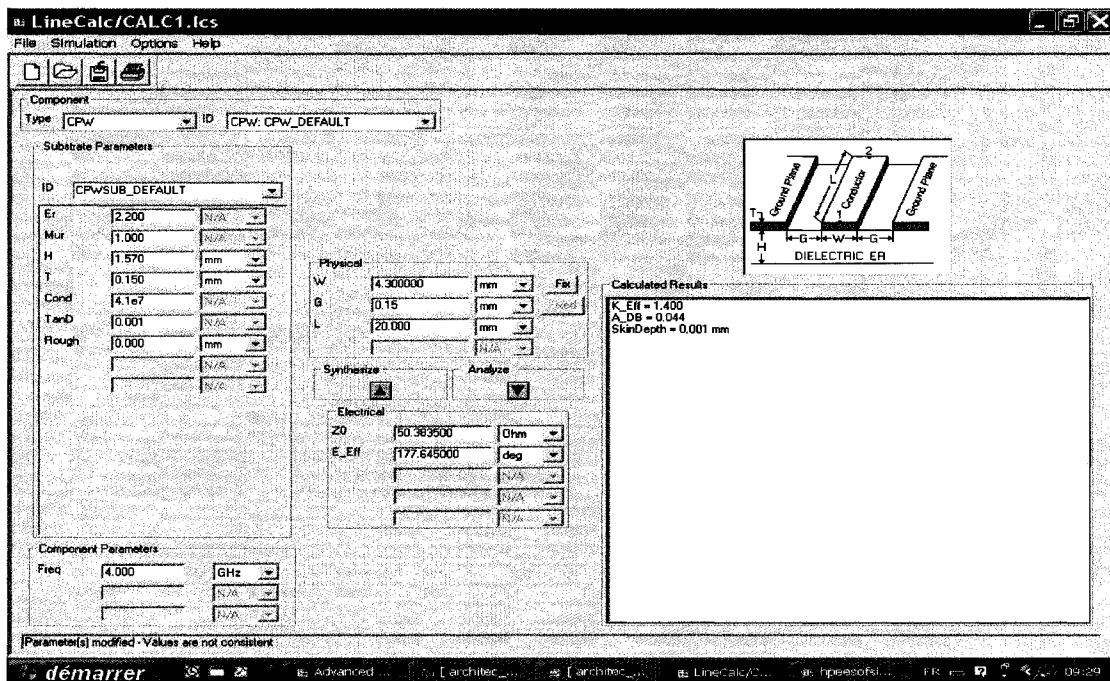 LineCalc/CALC1.lcs
File Simulation Options Help
Component
Type CPW ID CPW: CPW_DEFAULT
Substrate Parameters
ID CPWSUB_DEFAULT
Er 2.200 N/A
Mur 1.000 N/A
H 1.570 mm
T 0.150 mm
Cond 4.1e7 N/A
TanD 0.001 N/A
Rough 0.000 mm
N/A
N/A
Physical
W 4.300000 mm Fix
G 0.15 mm
L 20.000 mm
N/A
Synthesize Analyze
Electrical
Z0 50.383500 Ohm
E_Eff 177.645000 deg
N/A
N/A
N/A
Component Parameters
Freq 4.000 GHz
N/A
N/A
2
Ground Plane L Conductor Ground Plane
1
T
H
G W G
DIELECTRIC ER
Calculated Results
K_Eff = 1.400
A_DB = 0.044
SkinDepth = 0.001 mm
Parameter[s] modified - Values are not consistent
démarrer Advanced ... [ architec_... [ architec_... LineCalc/C... hpeesofsi... FR 09:29